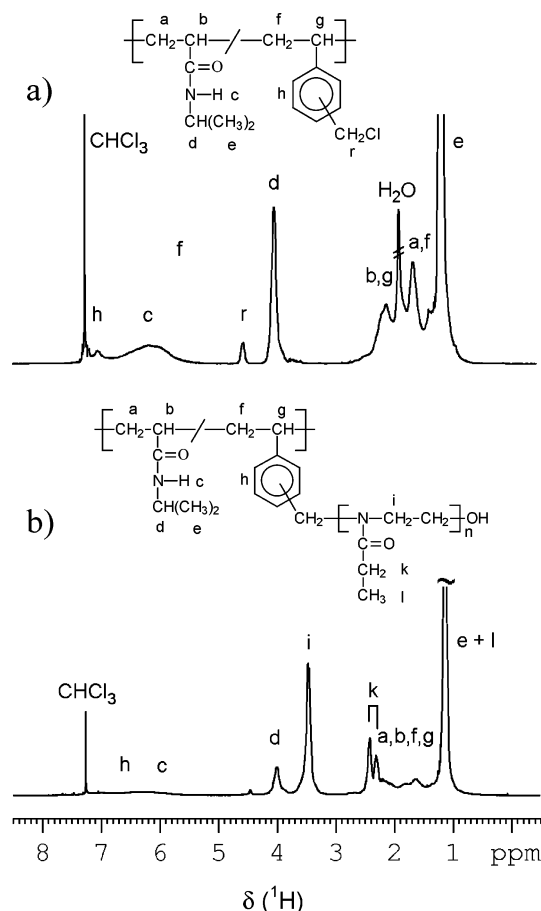 a b f g
CH₂-CH CH₂-CH
a)
C=O
h
N-H c
CH(CH₃)₂
CH₂Cl
d e
r
CHCl₃
e
d
H₂O
f
a,f
b,g
h c r
a b f g
CH₂-CH CH₂-CH
C=O
h
N-H c
i
b)
CH(CH₃)₂
CH₂ N-CH₂-CH₂ OH
n
d e
C=O
CH₂ k
CH₃ l
i
e + l
CHCl₃
k
d
a,b,f,g
h c
8 7 6 5 4 3 2 1 ppm
δ (¹H)